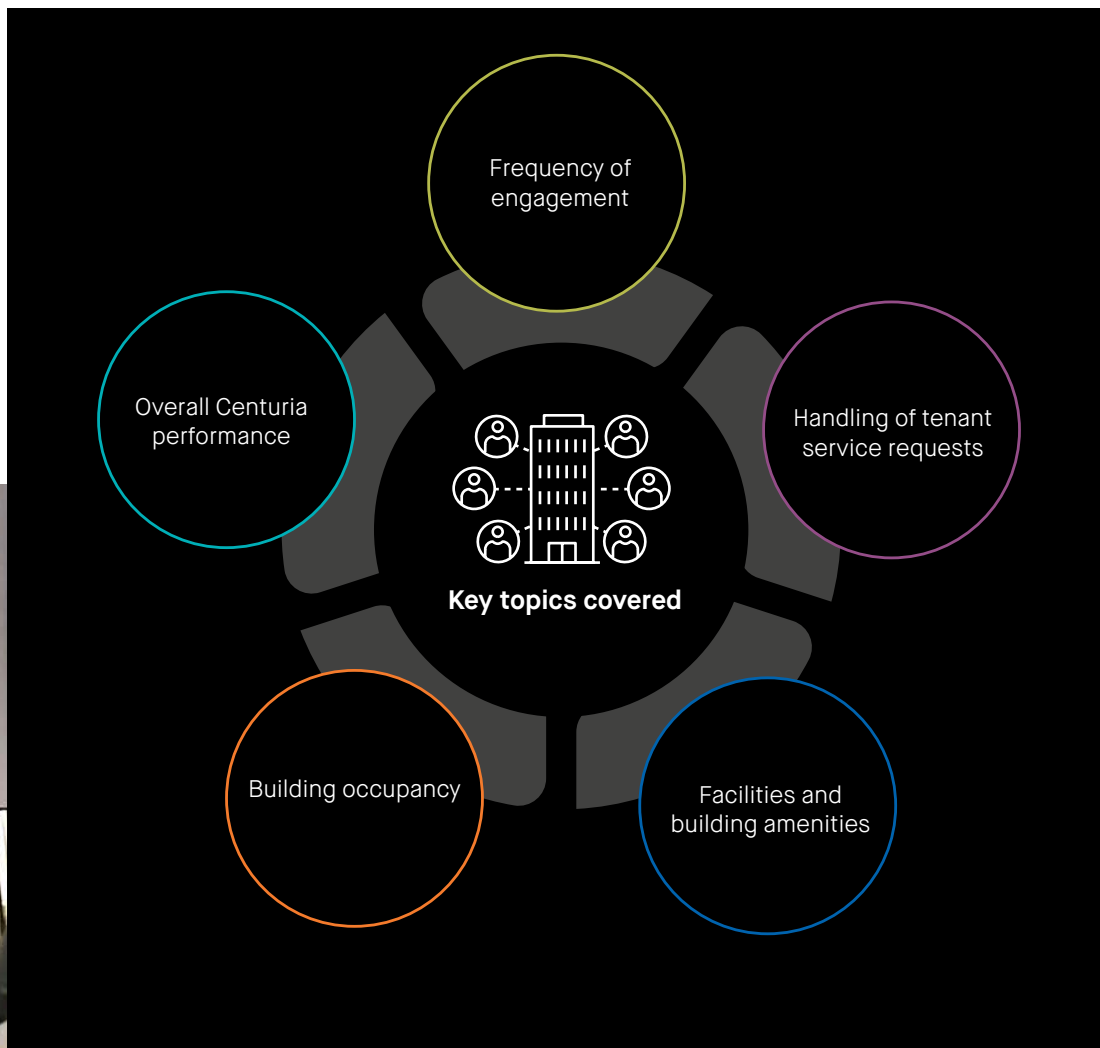 Frequency of
engagement
Handling of tenant
service requests
Facilities and
building amenities
Building occupancy
Overall Centuria
performance
Key topics covered